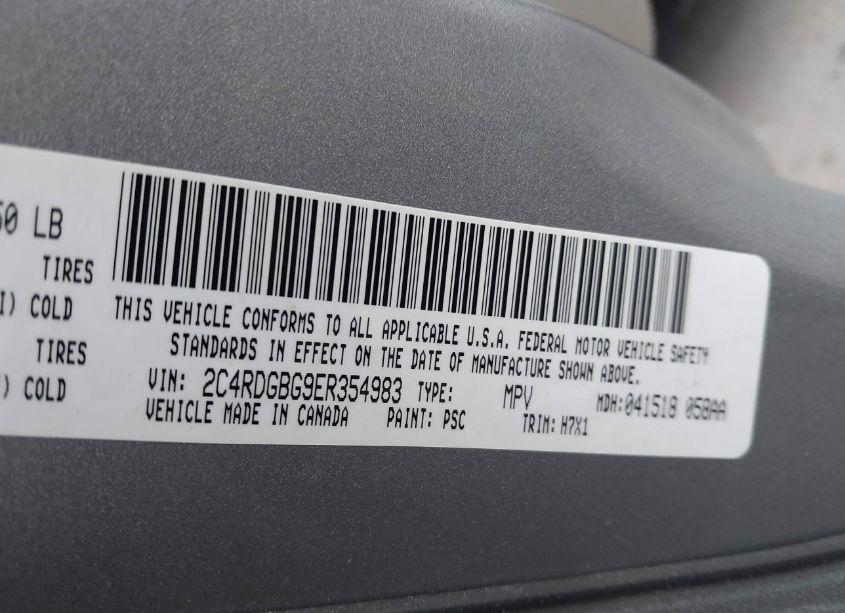 50 LB
TIRES
I) COLD
TIRES
) COLD
THIS VEHICLE CONFORMS TO ALL APPLICABLE U.S.A. FEDERAL MOTOR VEHICLE SAFETY
STANDARDS IN EFFECT ON THE DATE OF MANUFACTURE SHOWN ABOVE.
VIN: 2C4RDGBG9ER354983 TYPE: MPV MDH:041518 058AA
VEHICLE MADE IN CANADA PAINT: PSC TRIM: H7X1